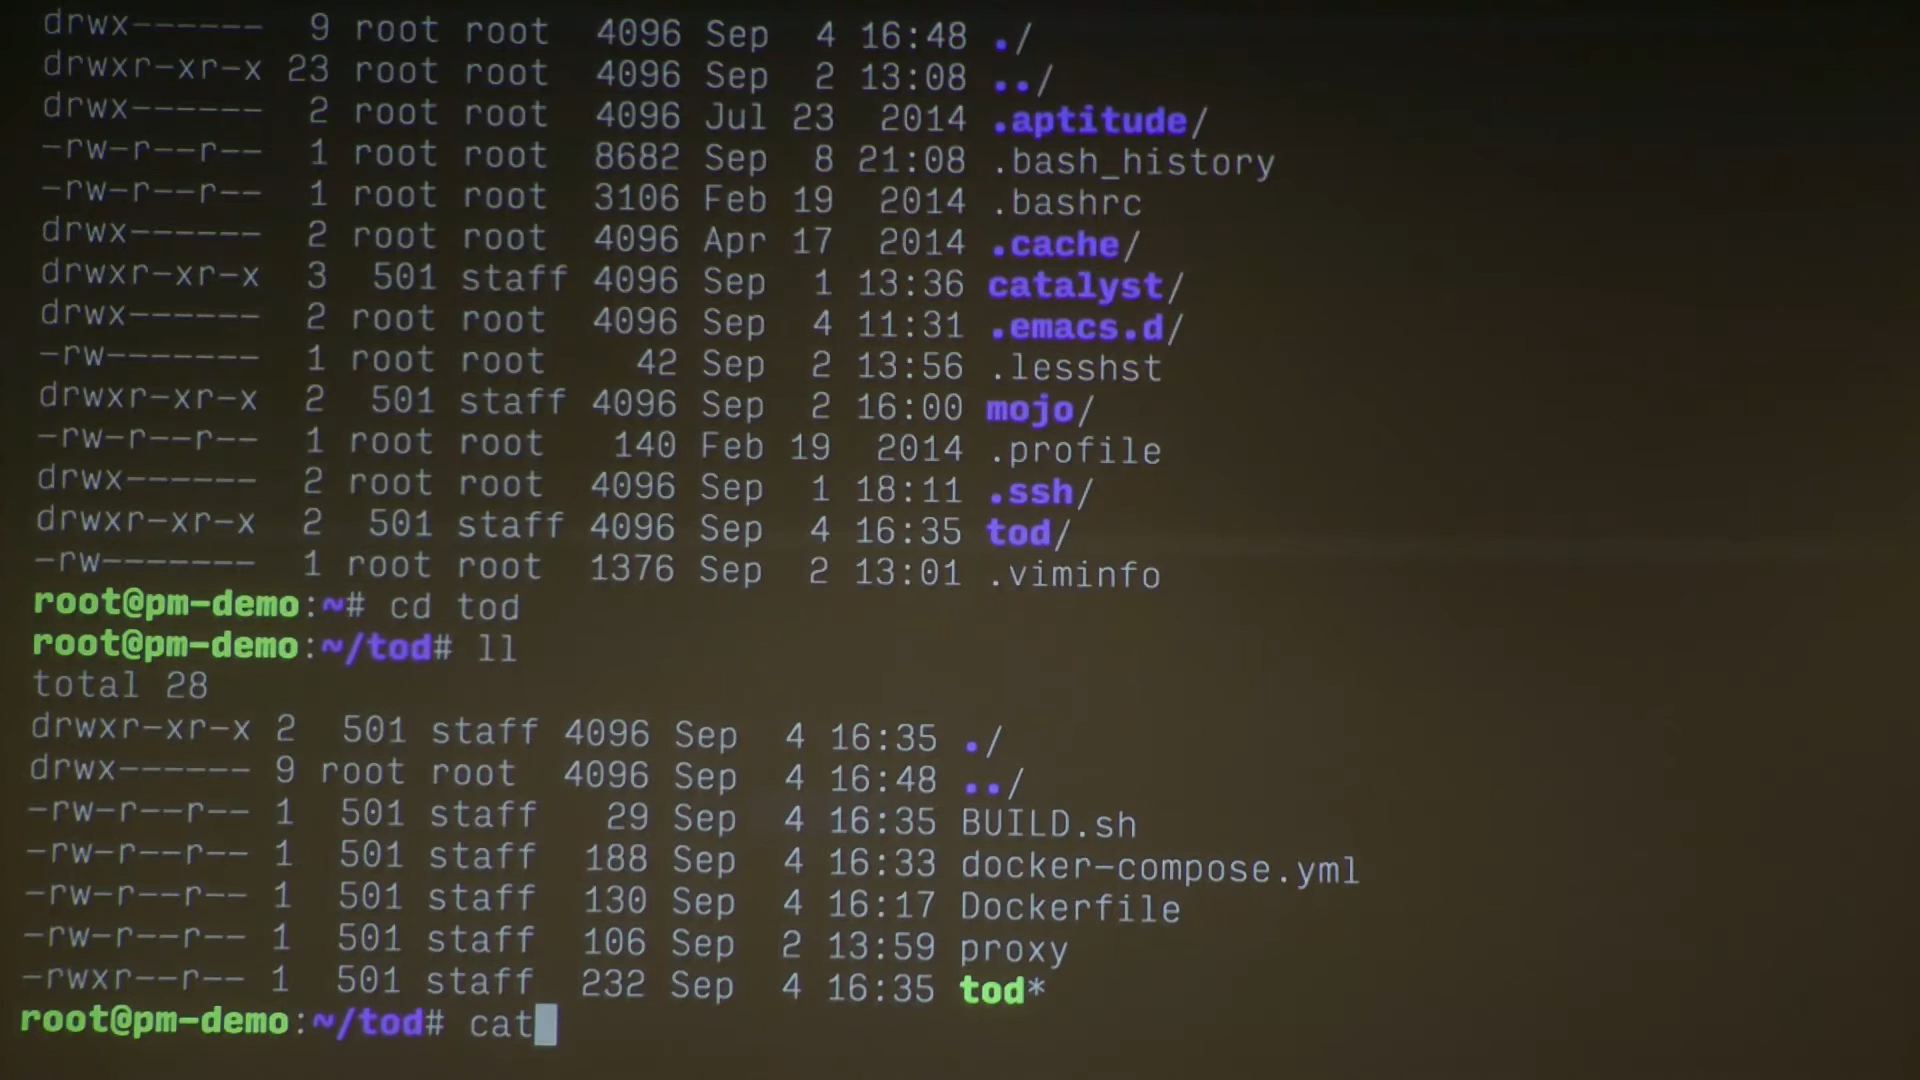 drwx------  9 root root  4096 Sep  4 16:48 ./
drwxr-xr-x 23 root root  4096 Sep  2 13:08 ../
drwx------  2 root root  4096 Jul 23  2014 .aptitude/
-rw-r--r--  1 root root  8682 Sep  8 21:08 .bash_history
-rw-r--r--  1 root root  3106 Feb 19  2014 .bashrc
drwx------  2 root root  4096 Apr 17  2014 .cache/
drwxr-xr-x  3  501 staff 4096 Sep  1 13:36 catalyst/
drwx------  2 root root  4096 Sep  4 11:31 .emacs.d/
-rw-------  1 root root    42 Sep  2 13:56 .lesshst
drwxr-xr-x  2  501 staff 4096 Sep  2 16:00 mojo/
-rw-r--r--  1 root root   140 Feb 19  2014 .profile
drwx------  2 root root  4096 Sep  1 18:11 .ssh/
drwxr-xr-x  2  501 staff 4096 Sep  4 16:35 tod/
-rw-------  1 root root  1376 Sep  2 13:01 .viminfo
root@pm-demo:~# cd tod
root@pm-demo:~/tod# ll
total 28
drwxr-xr-x 2  501 staff 4096 Sep  4 16:35 ./
drwx------ 9 root root  4096 Sep  4 16:48 ../
-rw-r--r-- 1  501 staff   29 Sep  4 16:35 BUILD.sh
-rw-r--r-- 1  501 staff  188 Sep  4 16:33 docker-compose.yml
-rw-r--r-- 1  501 staff  130 Sep  4 16:17 Dockerfile
-rw-r--r-- 1  501 staff  106 Sep  2 13:59 proxy
-rwxr--r-- 1  501 staff  232 Sep  4 16:35 tod*
root@pm-demo:~/tod# cat